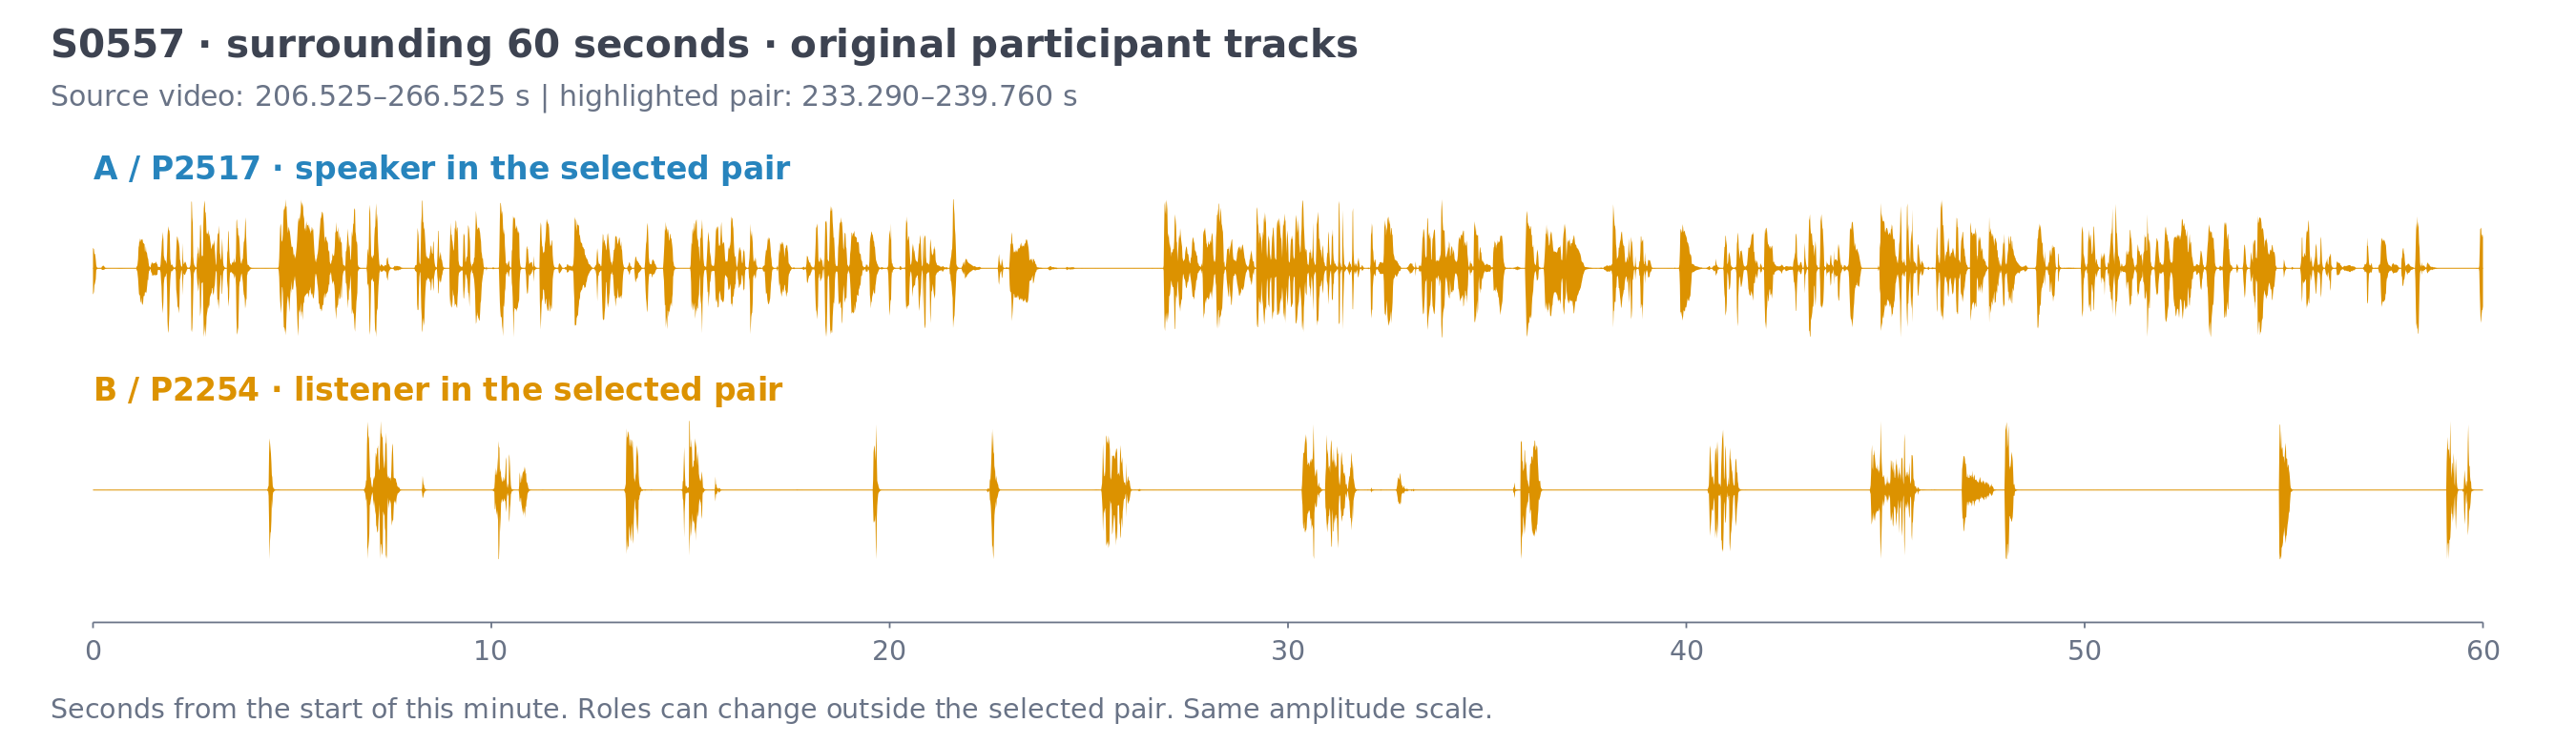 S0557 · surrounding 60 seconds · original participant tracks
Source video: 206.525–266.525 s | highlighted pair: 233.290–239.760 s
A / P2517 · speaker in the selected pair
B / P2254 · listener in the selected pair
0 10 20 30 40 50 60
Seconds from the start of this minute. Roles can change outside the selected pair. Same amplitude scale.